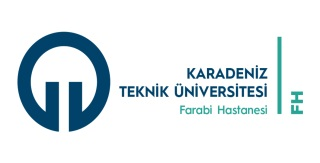 KARADENİZ
TEKNİK ÜNİVERSİTESİ
Farabi Hastanesi
FH